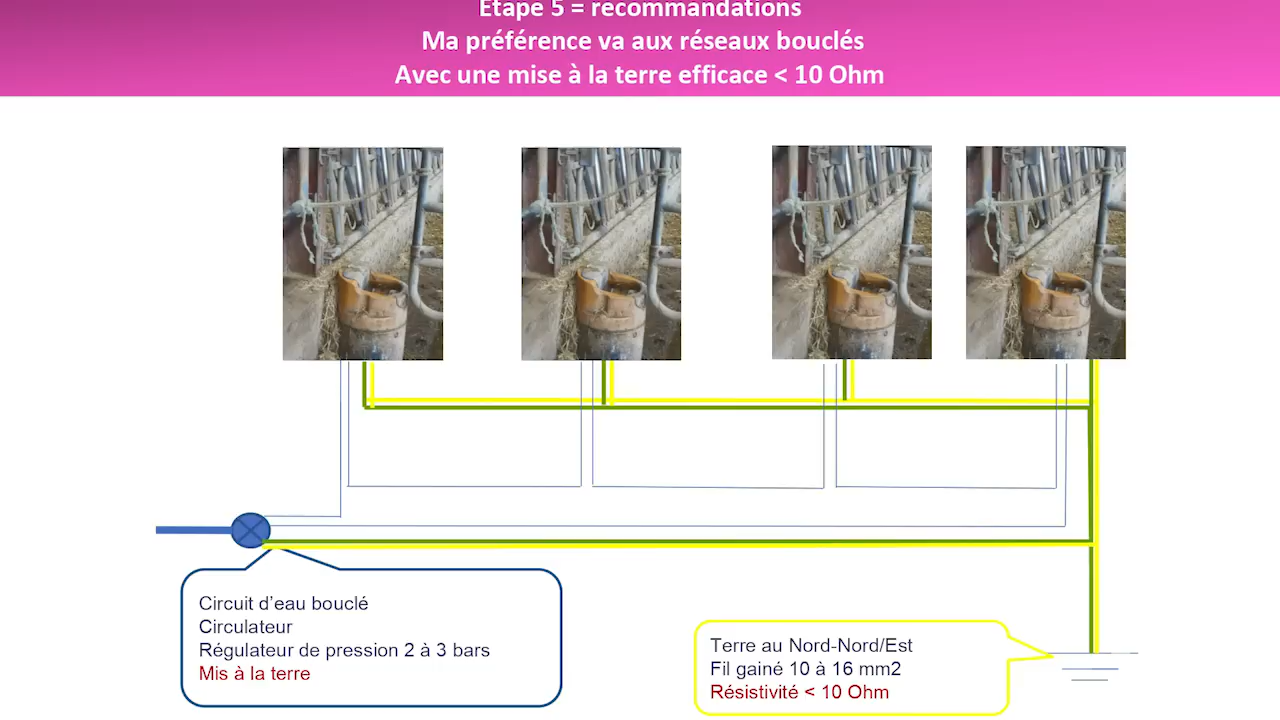 Etape 5 = recommandations
Ma préférence va aux réseaux bouclés
Avec une mise à la terre efficace < 10 Ohm
Circuit d’eau bouclé
Circulateur
Régulateur de pression 2 à 3 bars
Mis à la terre
Terre au Nord-Nord/Est
Fil gainé 10 à 16 mm2
Résistivité < 10 Ohm